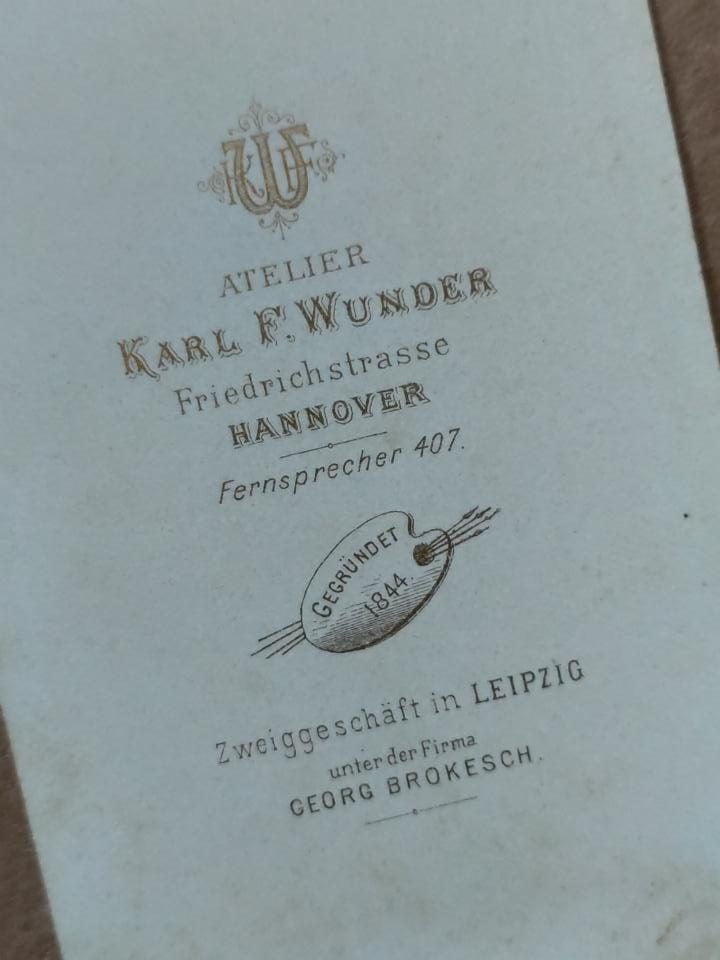 KFW
ATELIER
KARL F. WUNDER
Friedrichstrasse
HANNOVER
Fernsprecher 407.
GEGRÜNDET
1844.
Zweiggeschäft in LEIPZIG
unter der Firma
GEORG BROKESCH.